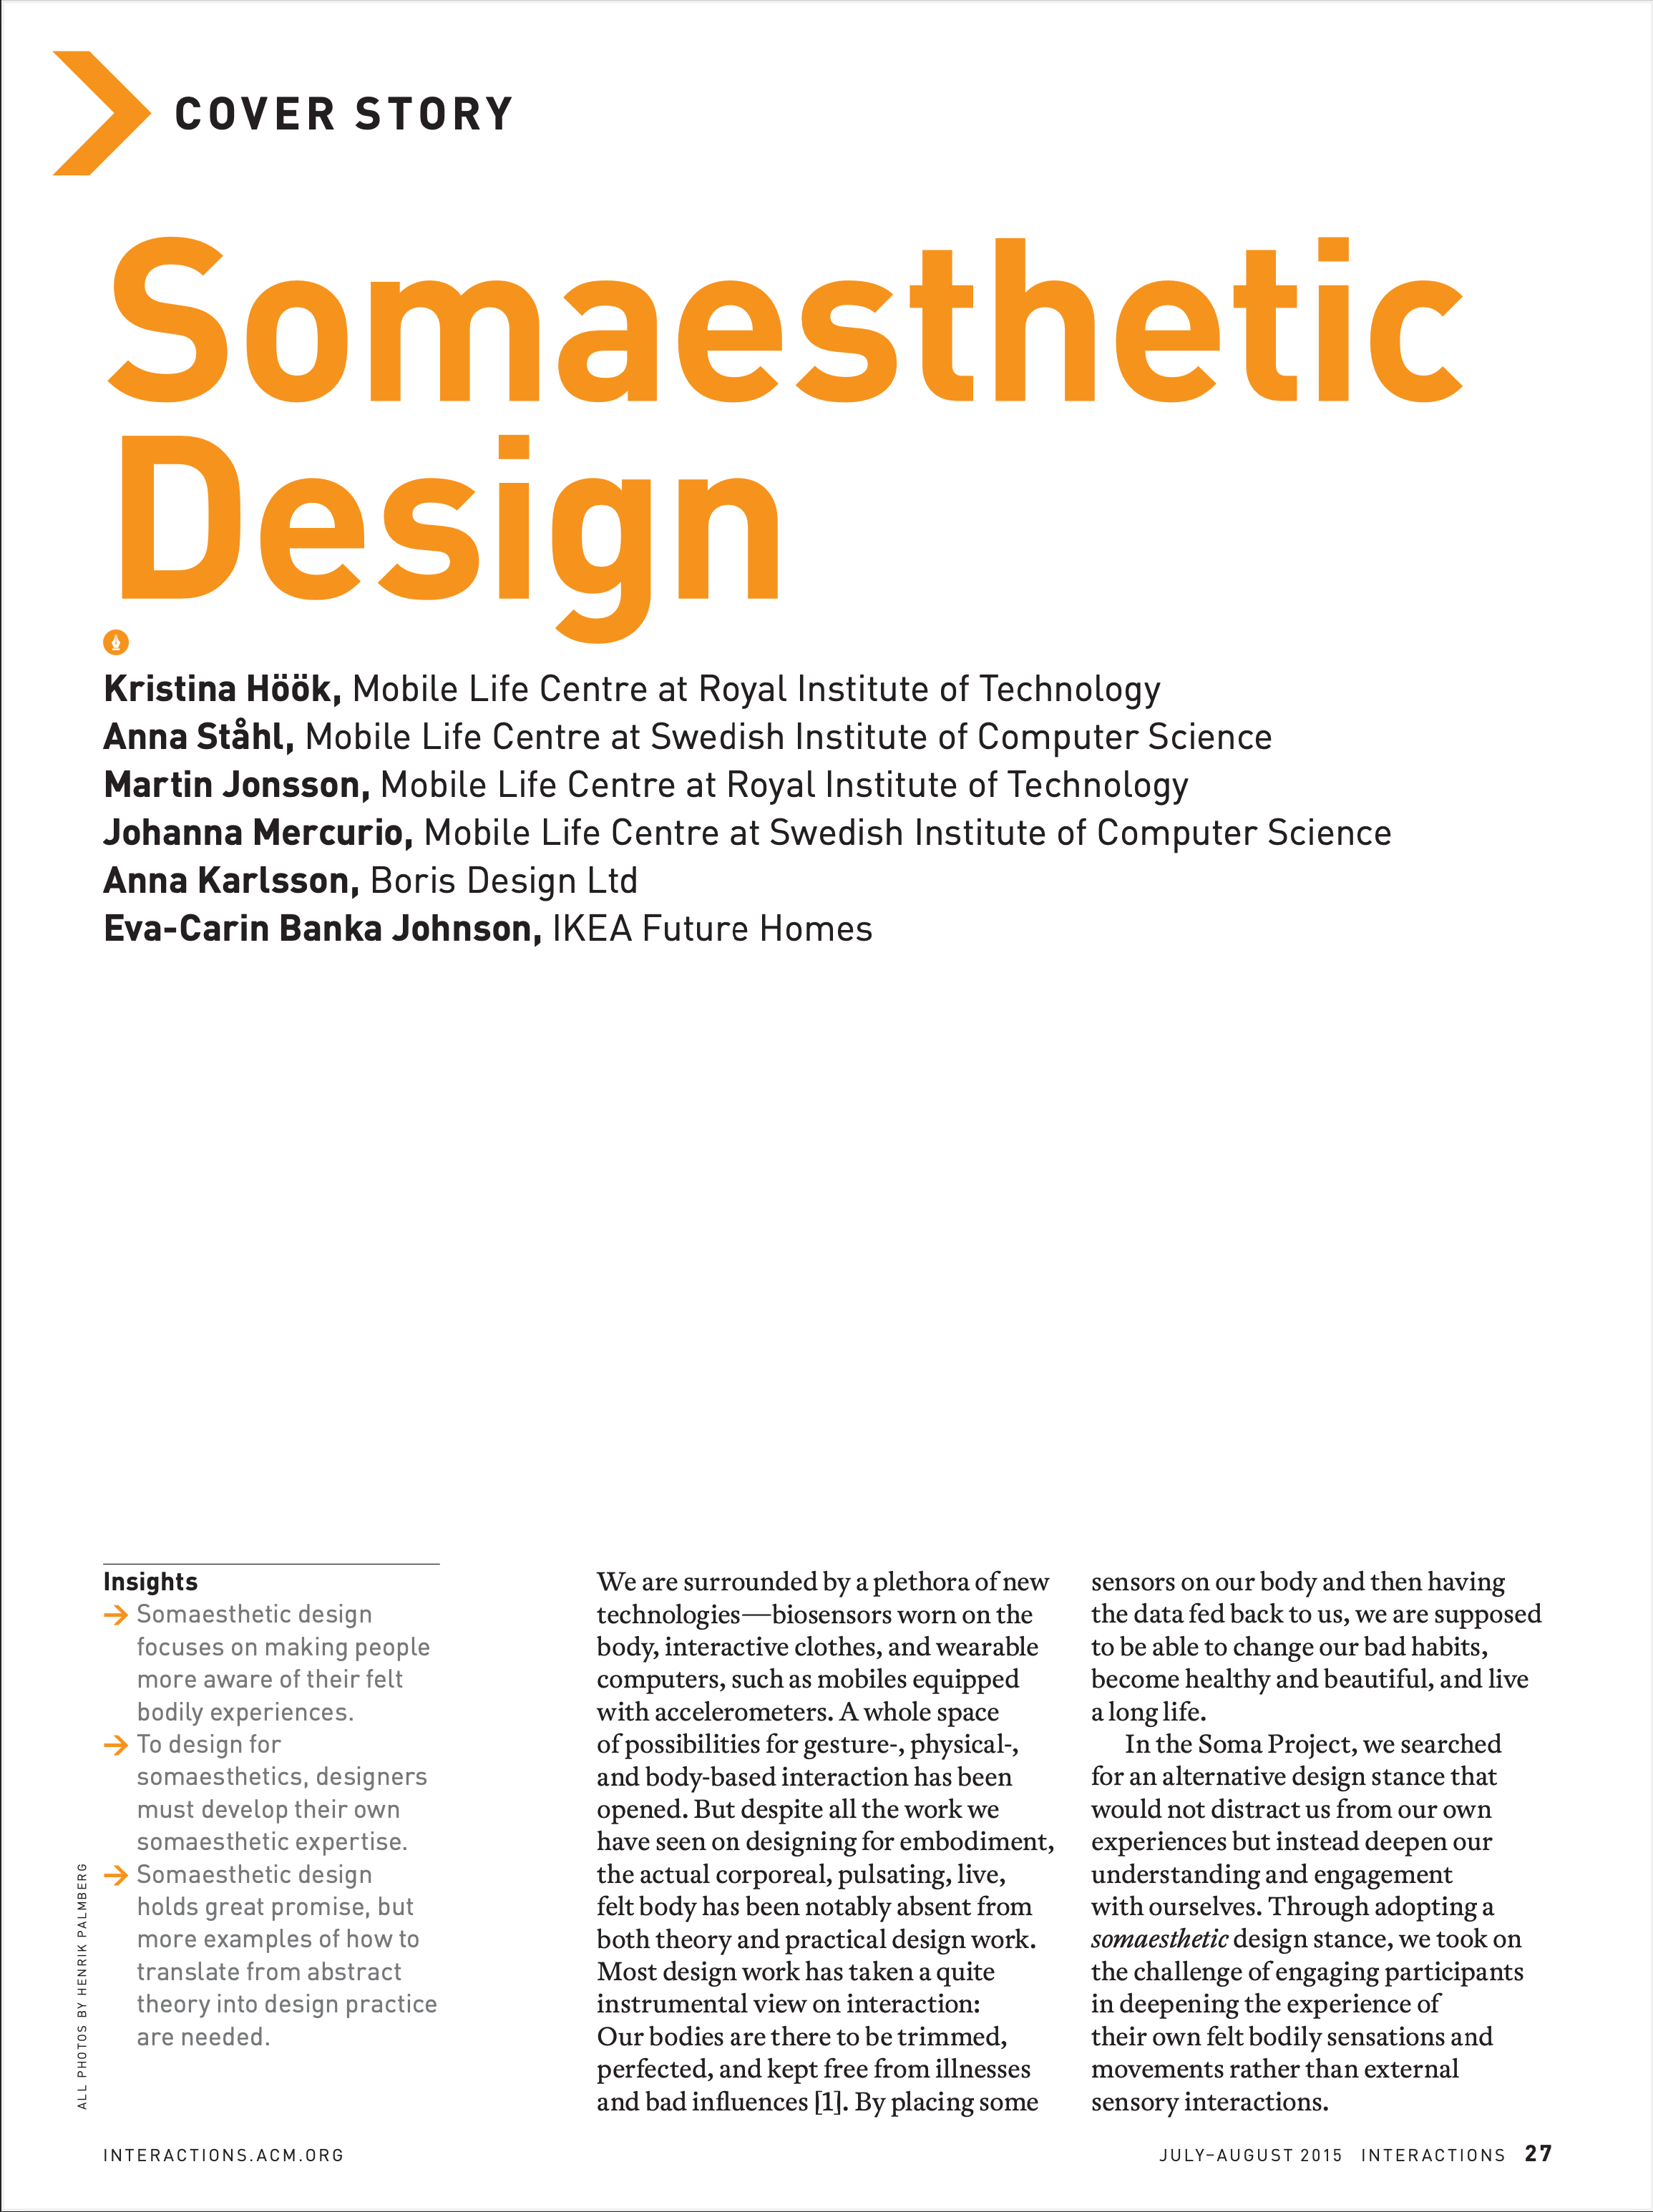 COVER STORY
Somaesthetic
Design
Kristina Höök, Mobile Life Centre at Royal Institute of Technology
Anna Ståhl, Mobile Life Centre at Swedish Institute of Computer Science
Martin Jonsson, Mobile Life Centre at Royal Institute of Technology
Johanna Mercurio, Mobile Life Centre at Swedish Institute of Computer Science
Anna Karlsson, Boris Design Ltd
Eva-Carin Banka Johnson, IKEA Future Homes
Insights
→ Somaesthetic design
focuses on making people
more aware of their felt
bodily experiences.
→ To design for
somaesthetics, designers
must develop their own
somaesthetic expertise.
→ Somaesthetic design
holds great promise, but
more examples of how to
translate from abstract
theory into design practice
are needed.
ALL PHOTOS BY HENRIK PALMBERG
We are surrounded by a plethora of new
technologies—biosensors worn on the
body, interactive clothes, and wearable
computers, such as mobiles equipped
with accelerometers. A whole space
of possibilities for gesture-, physical-,
and body-based interaction has been
opened. But despite all the work we
have seen on designing for embodiment,
the actual corporeal, pulsating, live,
felt body has been notably absent from
both theory and practical design work.
Most design work has taken a quite
instrumental view on interaction:
Our bodies are there to be trimmed,
perfected, and kept free from illnesses
and bad influences [1]. By placing some
sensors on our body and then having
the data fed back to us, we are supposed
to be able to change our bad habits,
become healthy and beautiful, and live
a long life.
In the Soma Project, we searched
for an alternative design stance that
would not distract us from our own
experiences but instead deepen our
understanding and engagement
with ourselves. Through adopting a
somaesthetic design stance, we took on
the challenge of engaging participants
in deepening the experience of
their own felt bodily sensations and
movements rather than external
sensory interactions.
INTERACTIONS.ACM.ORG
JULY–AUGUST 2015 INTERACTIONS 27